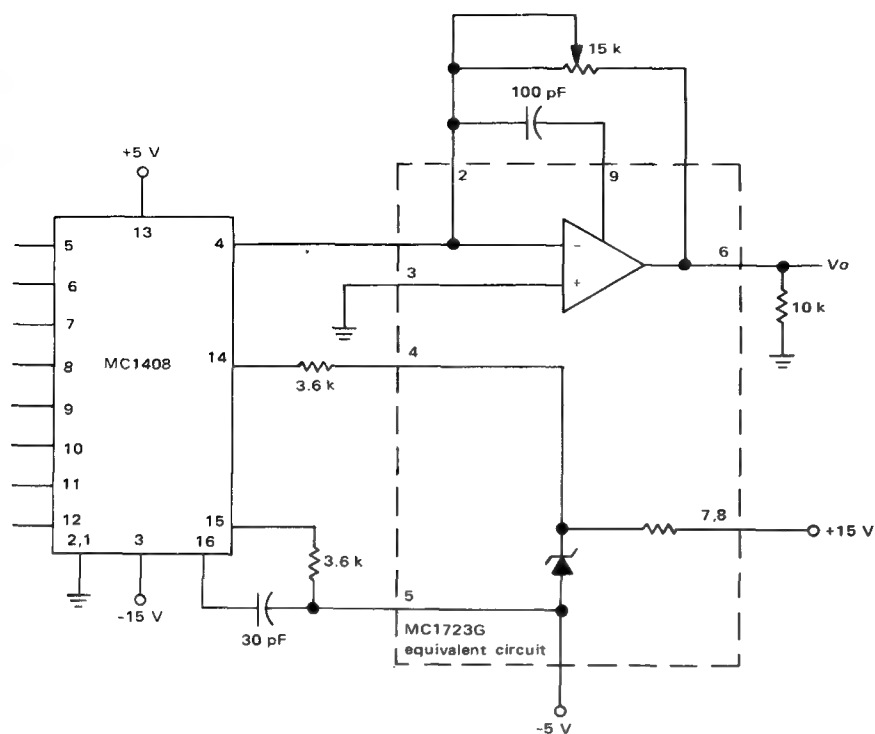 15 k
100 pF
+5 V
2
9
13
4
5
−
6
3
6
Vo
+
7
10 k
4
8
MC1408
14
3.6 k
9
10
11
7,8
+15 V
12
15
2,1
3
16
3.6 k
5
MC1723G
-15 V
30 pF
equivalent circuit
-5 V